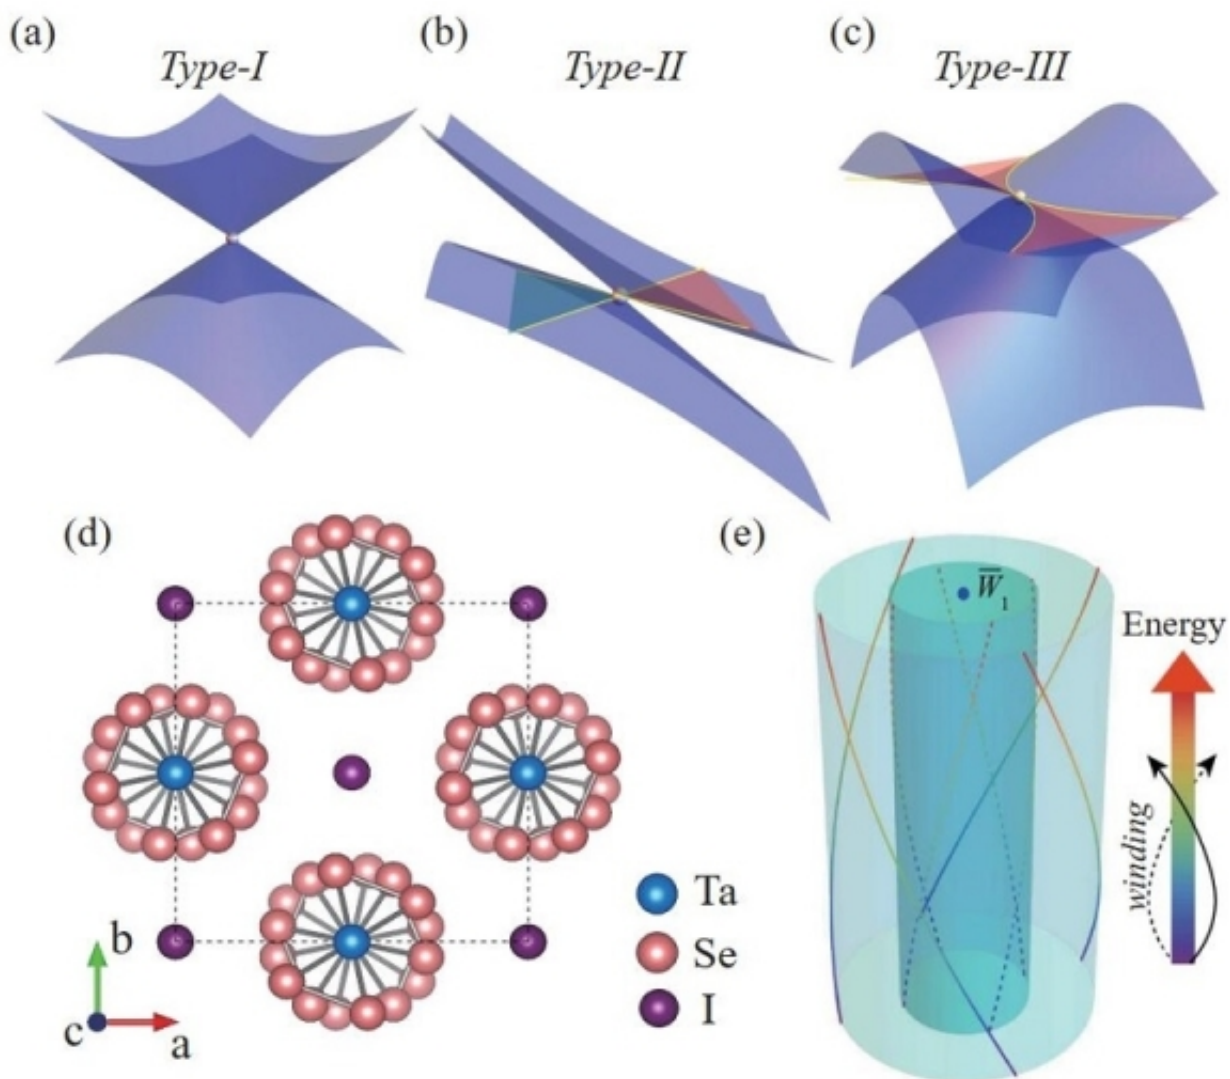 (a)
Type-I
(b)
Type-II
(c)
Type-III
(d)
Ta
Se
I
b
c
a
(e)
W̅₁
Energy
winding